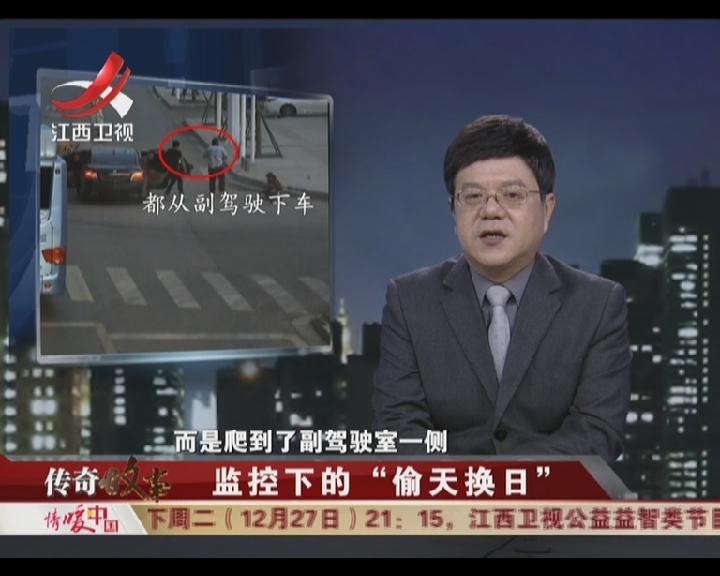 江西卫视
都从副驾驶下车
而是爬到了副驾驶室一侧
传奇故事
监控下的“偷天换日”
情暖中国
下周二（12月27日）21：15，江西卫视公益益智类节目